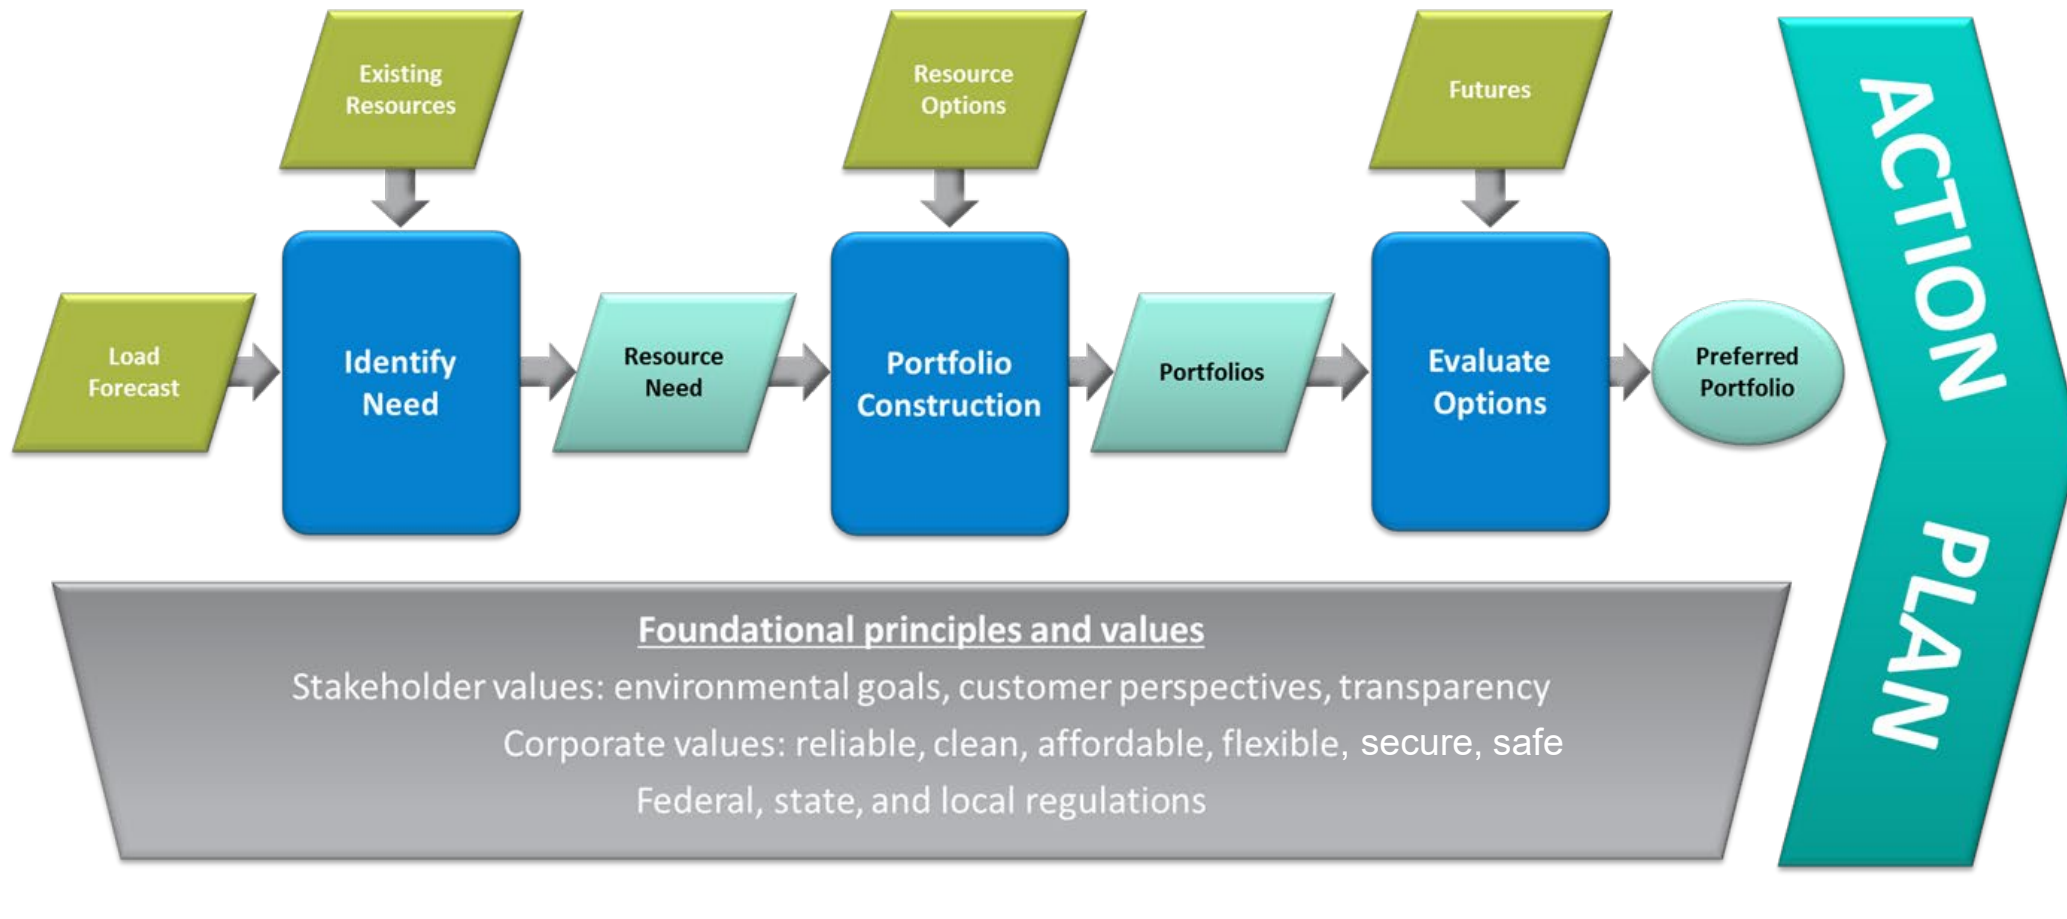 Existing
Resources
Resource
Options
Futures
Load
Forecast
Identify
Need
Resource
Need
Portfolio
Construction
Portfolios
Evaluate
Options
Preferred
Portfolio
ACTION
PLAN
Foundational principles and values
Stakeholder values: environmental goals, customer perspectives, transparency
Corporate values: reliable, clean, affordable, flexible, secure, safe
Federal, state, and local regulations